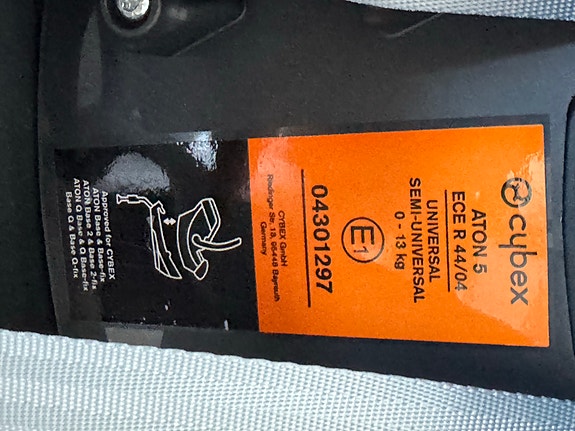 cybex
ATON 5
ECE R 44/04
UNIVERSAL
SEMI-UNIVERSAL
0 - 13 kg
E1
04301297
CYBEX GmbH
Riedinger Str. 18, 95448 Bayreuth
Germany
Approved for CYBEX
ATON Base & Base-fix
ATON Base 2 & Base 2-fix
ATON Q Base & Q Base-fix
Base Q & Base Q-fix